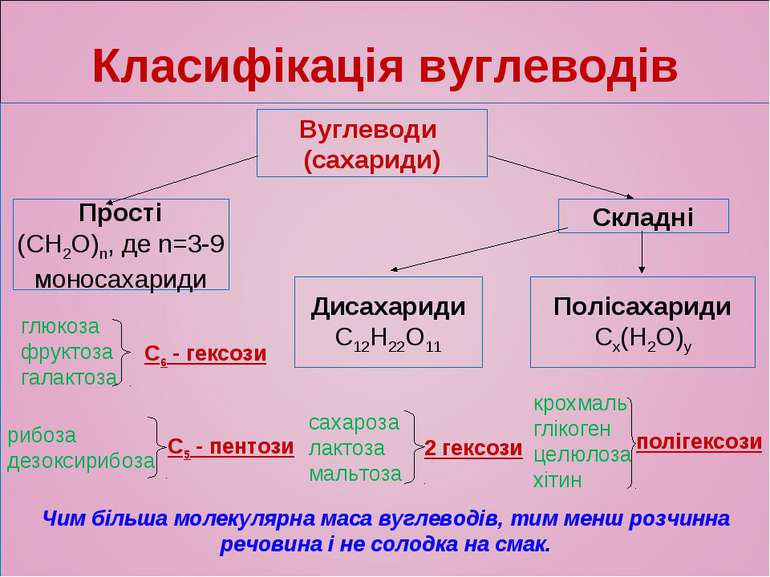 Класифікація вуглеводів
Вуглеводи
(сахариди)
Прості
(CH₂O)ₙ, де n=3-9
моносахариди
Складні
Дисахариди
C₁₂H₂₂O₁₁
Полісахариди
Cₓ(H₂O)ᵧ
глюкоза
фруктоза
галактоза
С₆ - гексози
рибоза
дезоксирибоза
С₅ - пентози
сахароза
лактоза
мальтоза
2 гексози
крохмаль
глікоген
целюлоза
хітин
полігексози
Чим більша молекулярна маса вуглеводів, тим менш розчинна
речовина і не солодка на смак.